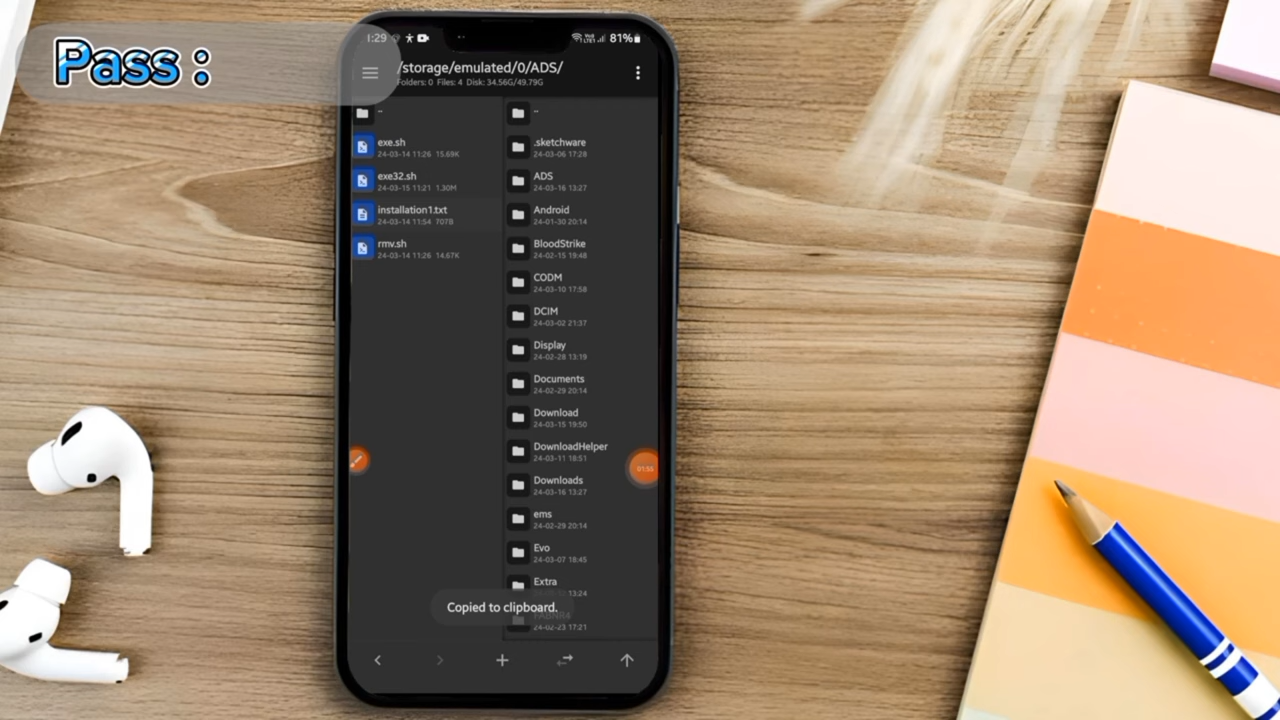 Pass :
1:29
81%
/storage/emulated/0/ADS/
Folders: 0 Files: 4 Disk: 34.56G/49.79G
..
exe.sh
24-03-14 11:26 15.69K
exe32.sh
24-03-15 11:21 1.30M
installation1.txt
24-03-14 11:54 707B
rmv.sh
24-03-14 11:26 14.67K
..
.sketchware
24-03-06 17:28
ADS
24-03-16 13:27
Android
24-01-30 20:14
BloodStrike
24-02-15 19:48
CODM
24-03-10 17:58
DCIM
24-03-02 21:37
Display
24-02-28 13:19
Documents
24-02-29 20:14
Download
24-03-15 19:50
DownloadHelper
24-03-11 18:51
Downloads
24-03-16 13:27
ems
24-02-29 20:14
Evo
24-03-07 18:45
Extra
13:24
24-02-23 17:21
Copied to clipboard.
01:55